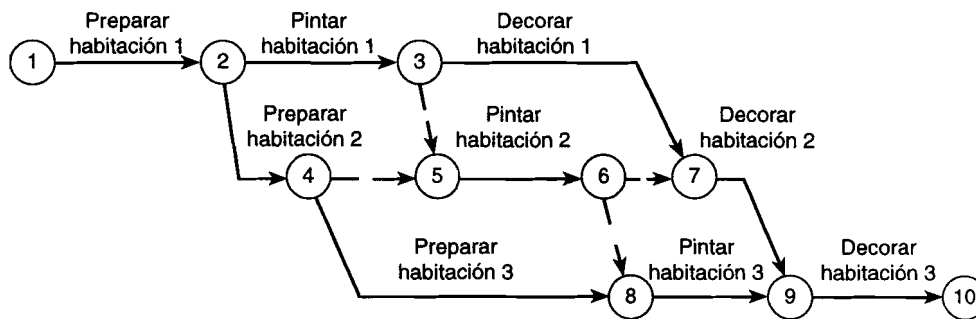 Preparar
habitación 1
Pintar
habitación 1
Decorar
habitación 1
1
2
3
Preparar
habitación 2
Pintar
habitación 2
Decorar
habitación 2
4
5
6
7
Preparar
habitación 3
Pintar
habitación 3
Decorar
habitación 3
8
9
10